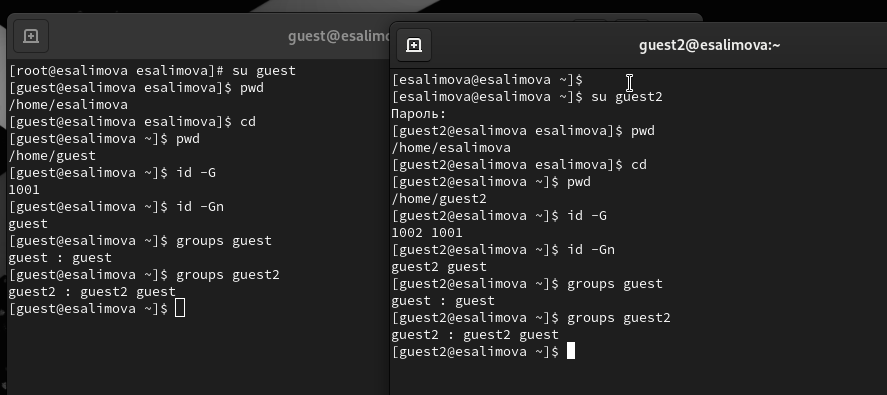 guest@esalimo
[root@esalimova esalimova]# su guest
[guest@esalimova esalimova]$ pwd
/home/esalimova
[guest@esalimova esalimova]$ cd
[guest@esalimova ~]$ pwd
/home/guest
[guest@esalimova ~]$ id -G
1001
[guest@esalimova ~]$ id -Gn
guest
[guest@esalimova ~]$ groups guest
guest : guest
[guest@esalimova ~]$ groups guest2
guest2 : guest2 guest
[guest@esalimova ~]$
guest2@esalimova:~
[esalimova@esalimova ~]$
[esalimova@esalimova ~]$ su guest2
Пароль:
[guest2@esalimova esalimova]$ pwd
/home/esalimova
[guest2@esalimova esalimova]$ cd
[guest2@esalimova ~]$ pwd
/home/guest2
[guest2@esalimova ~]$ id -G
1002 1001
[guest2@esalimova ~]$ id -Gn
guest2 guest
[guest2@esalimova ~]$ groups guest
guest : guest
[guest2@esalimova ~]$ groups guest2
guest2 : guest2 guest
[guest2@esalimova ~]$